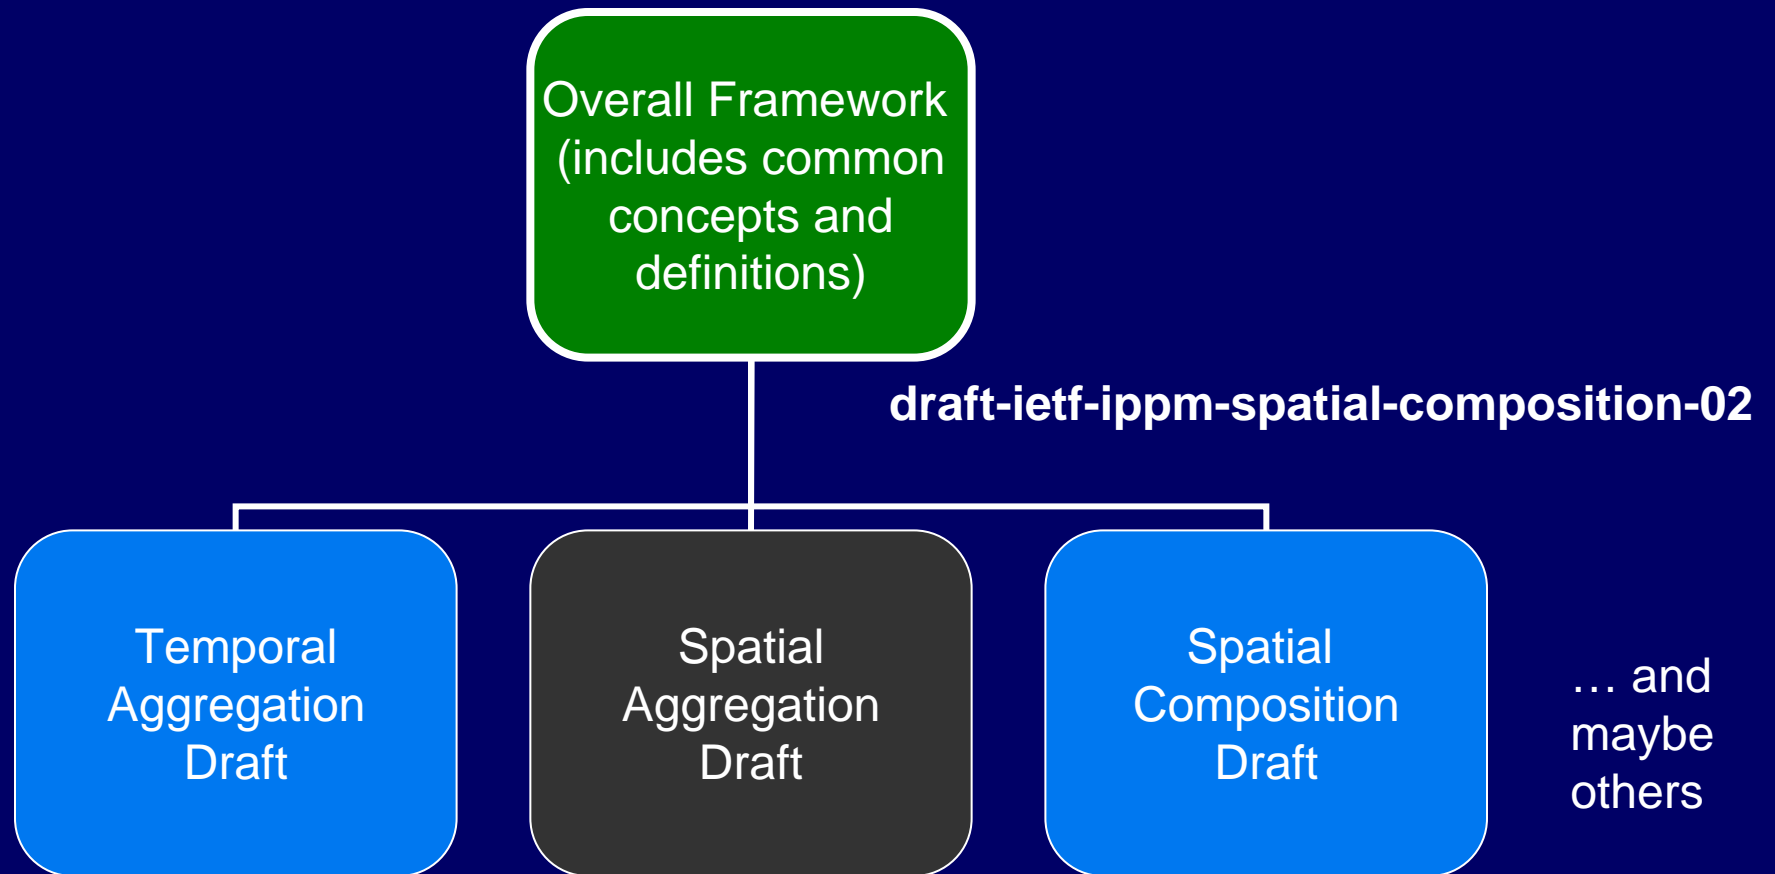 Overall Framework
(includes common
concepts and
definitions)
draft-ietf-ippm-spatial-composition-02
Temporal
Aggregation
Draft
Spatial
Aggregation
Draft
Spatial
Composition
Draft
… and
maybe
others